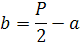 b = P/2 − a